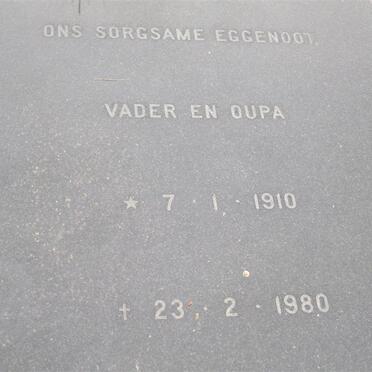 ONS SORGSAME EGGENOOT,
VADER EN OUPA
★ 7 · 1 · 1910
† 23 · 2 · 1980